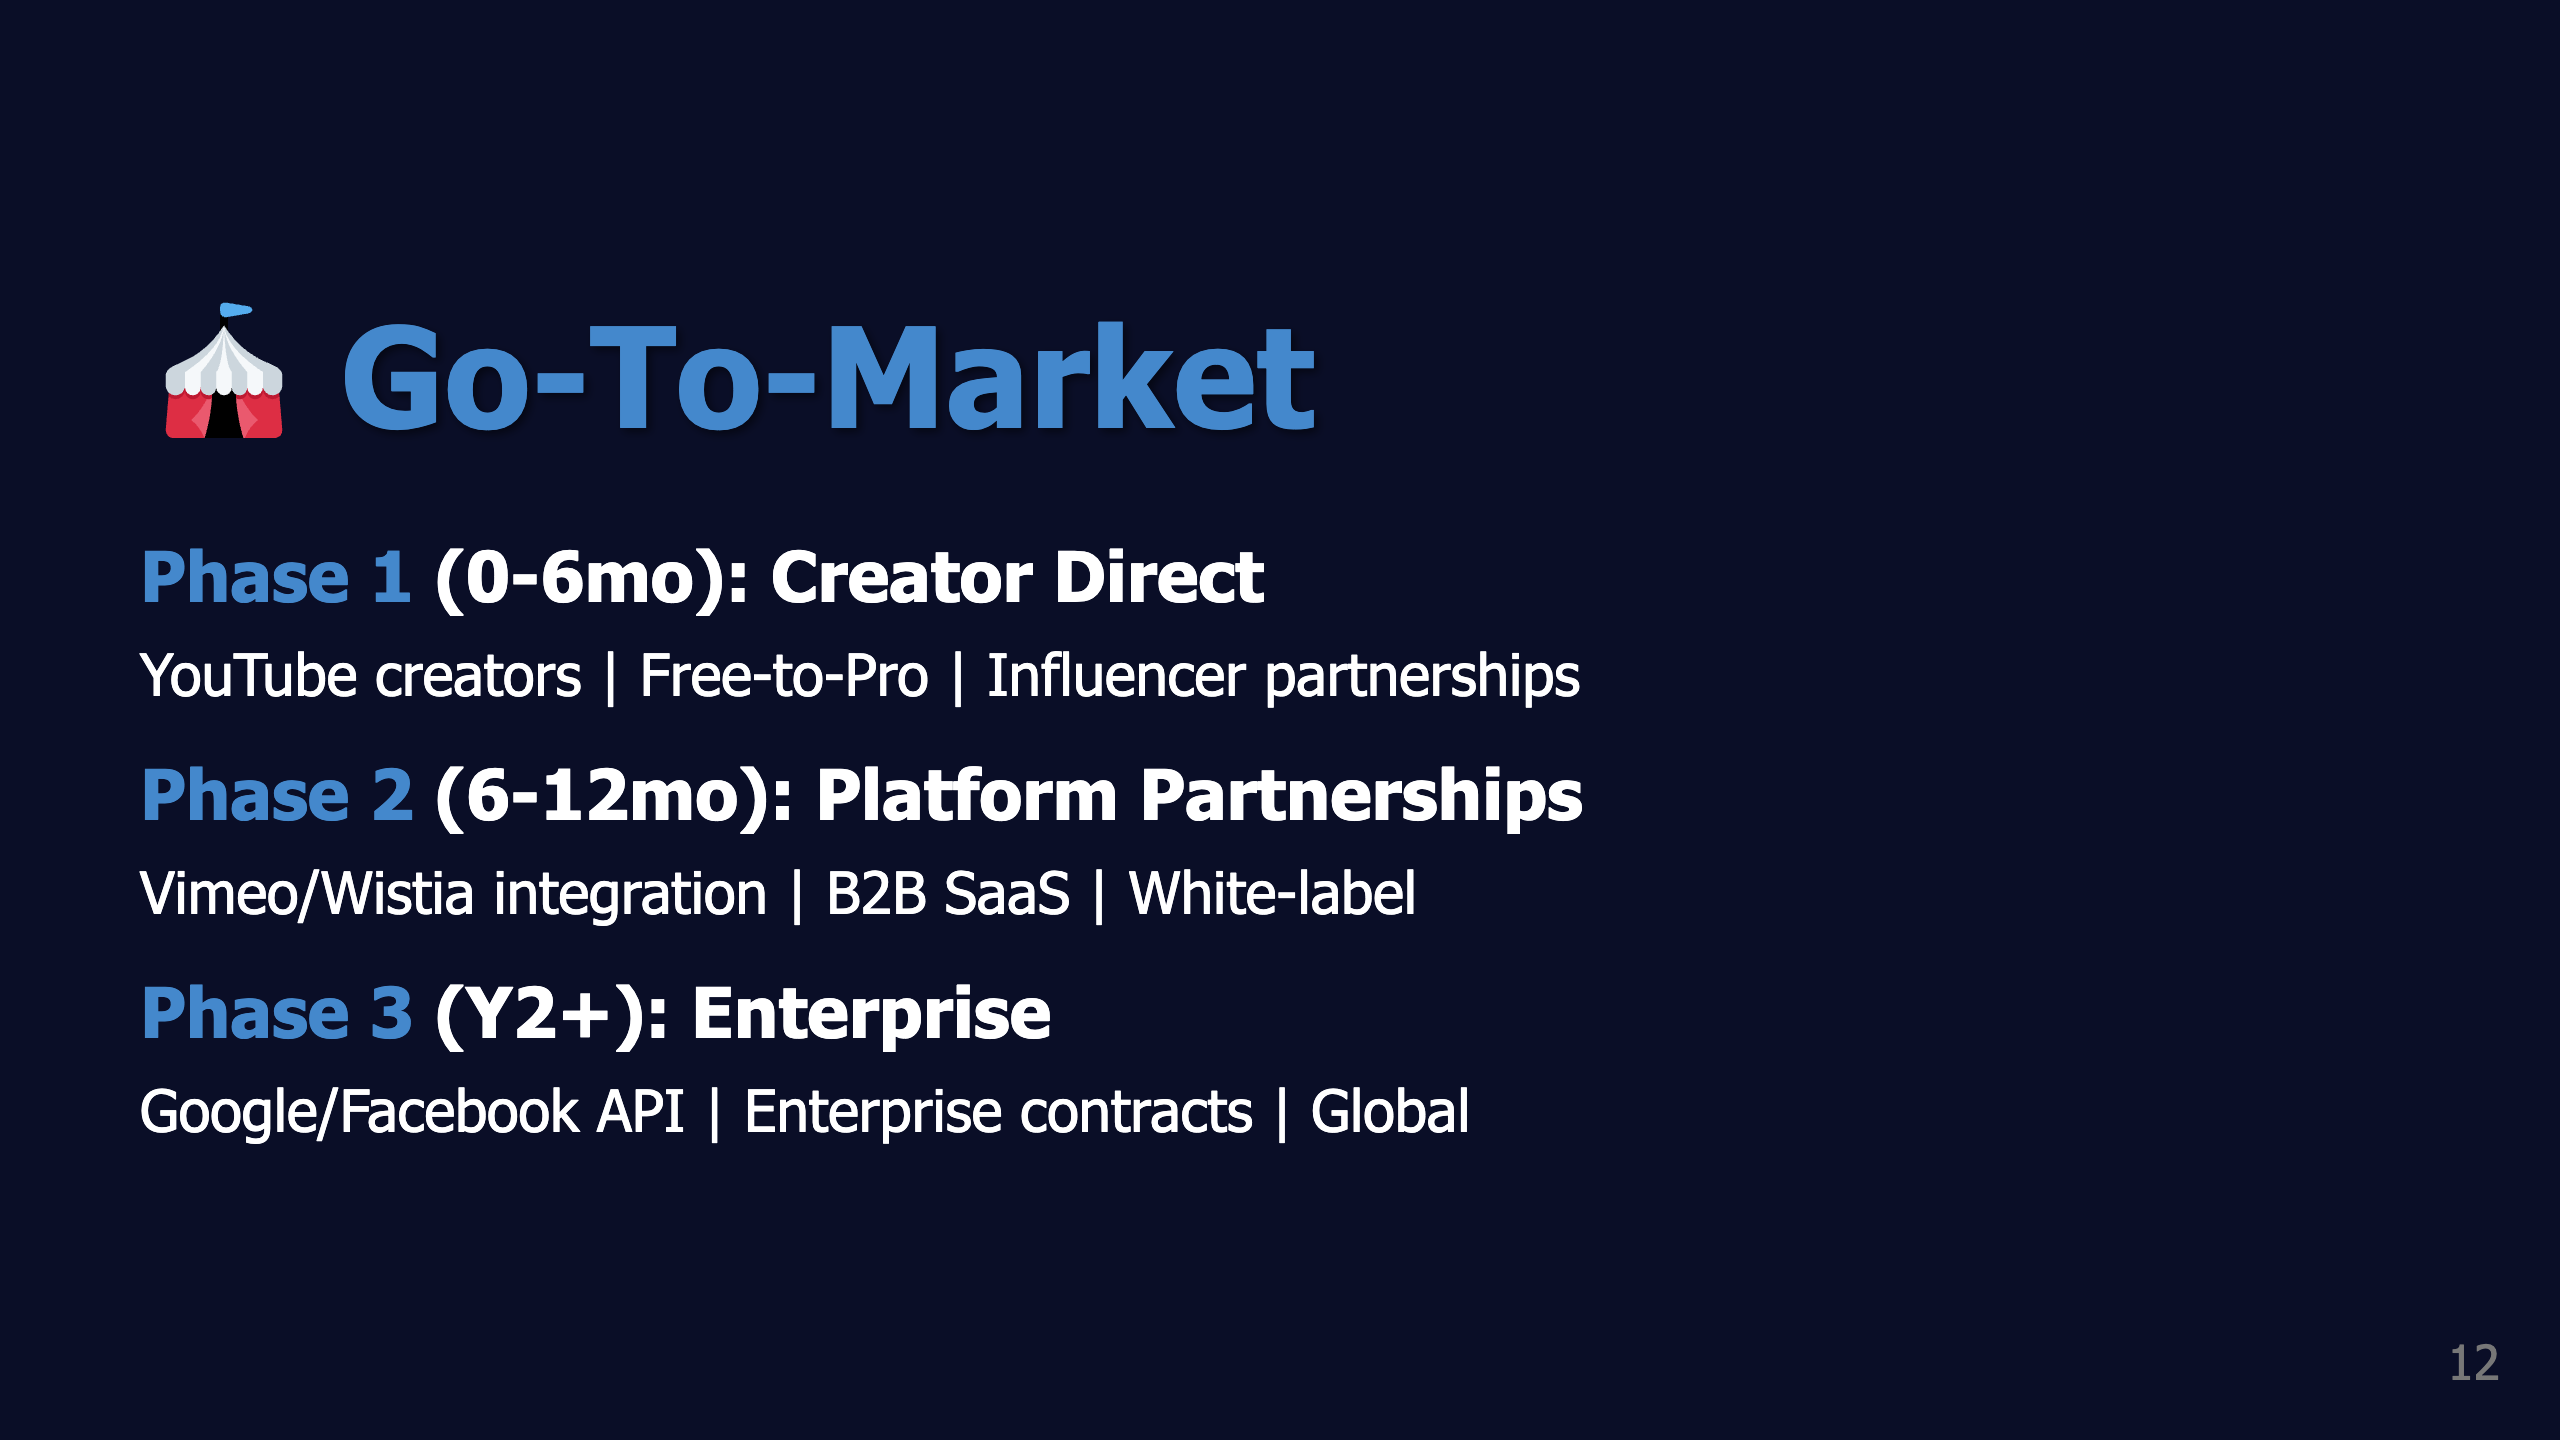 Go-To-Market
Phase 1 (0-6mo): Creator Direct
YouTube creators | Free-to-Pro | Influencer partnerships
Phase 2 (6-12mo): Platform Partnerships
Vimeo/Wistia integration | B2B SaaS | White-label
Phase 3 (Y2+): Enterprise
Google/Facebook API | Enterprise contracts | Global
12